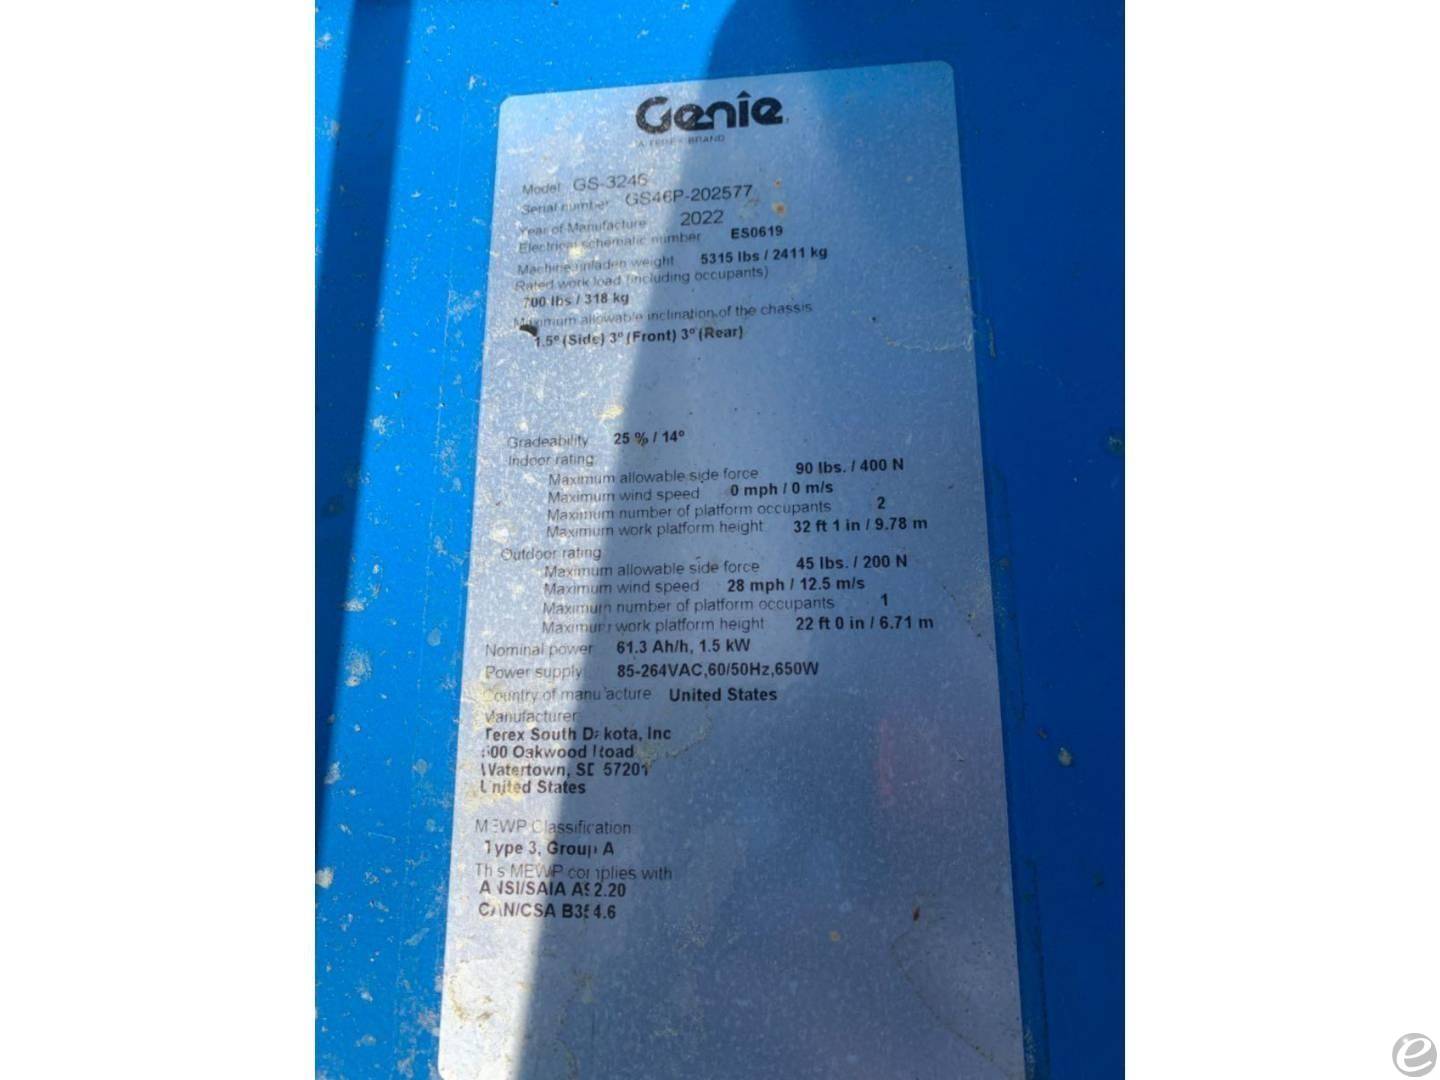 Genie
A TEREX BRAND
Model GS-3246
Serial number GS46P-202577
Year of Manufacture 2022
Electrical schematic number ES0619
Machine unladen weight 5315 lbs / 2411 kg
Rated work load (including occupants)
700 lbs / 318 kg
Maximum allowable inclination of the chassis
1.5° (Side) 3° (Front) 3° (Rear)
Gradeability 25 % / 14°
Indoor rating
Maximum allowable side force 90 lbs. / 400 N
Maximum wind speed 0 mph / 0 m/s
Maximum number of platform occupants 2
Maximum work platform height 32 ft 1 in / 9.78 m
Outdoor rating
Maximum allowable side force 45 lbs. / 200 N
Maximum wind speed 28 mph / 12.5 m/s
Maximum number of platform occupants 1
Maximum work platform height 22 ft 0 in / 6.71 m
Nominal power 61.3 Ah/h, 1.5 kW
Power supply 85-264VAC,60/50Hz,650W
Country of manufacture United States
Manufacturer
Terex South Dakota, Inc
Oakwood Road
Watertown, SD 57201
United States
MEWP Classification
Type 3, Group A
This MEWP complies with
ANSI/SAIA A92.20
CAN/CSA B354.6
e